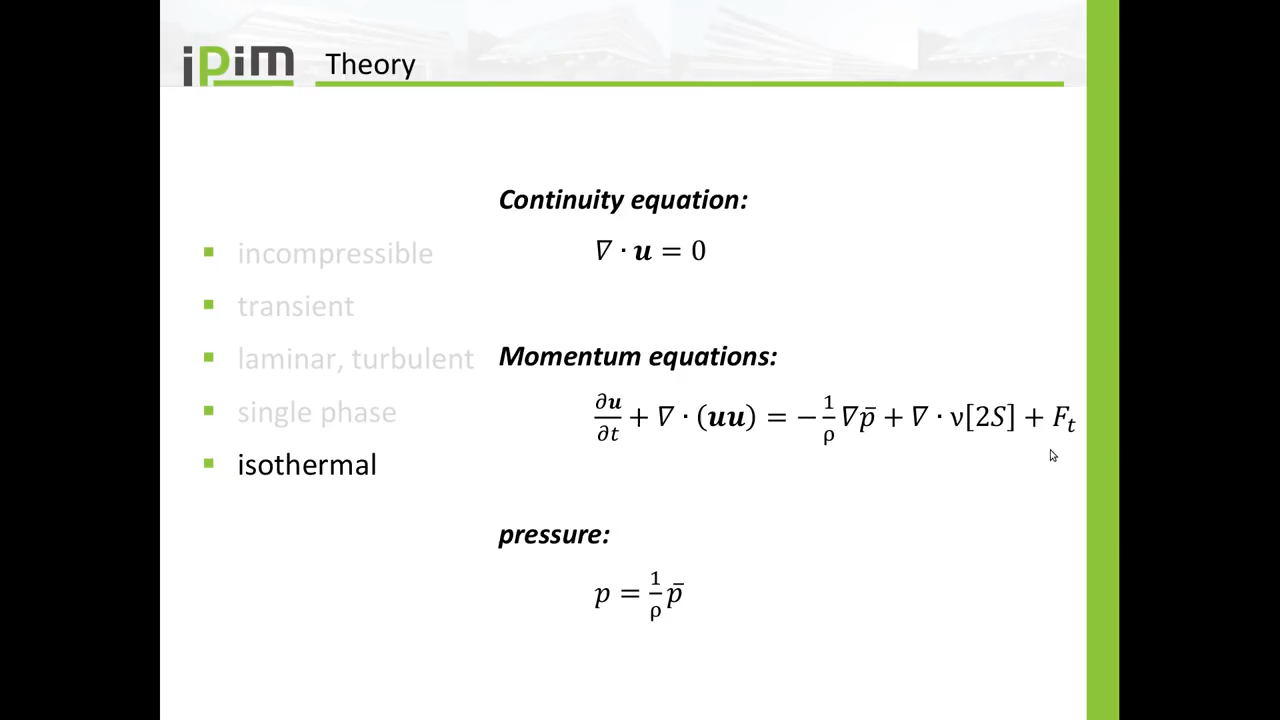 ipim
Theory
Continuity equation:
∇ · u = 0
▪ incompressible
▪ transient
▪ laminar, turbulent
▪ single phase
▪ isothermal
Momentum equations:
∂u/∂t + ∇ · (uu) = −1/ρ ∇p̄ + ∇ · ν[2S] + Fₜ
pressure:
p = 1/ρ p̄